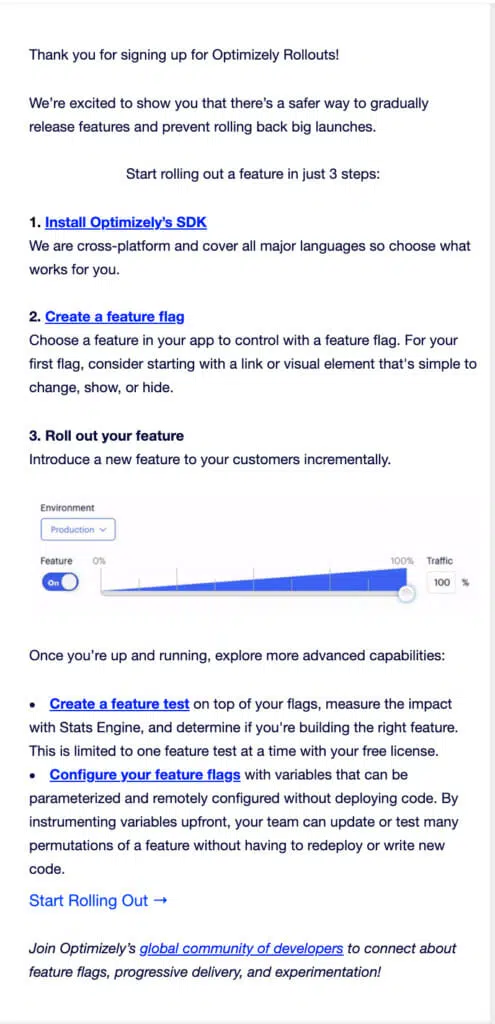 Thank you for signing up for Optimizely Rollouts!
We’re excited to show you that there’s a safer way to gradually
release features and prevent rolling back big launches.
Start rolling out a feature in just 3 steps:
1. Install Optimizely’s SDK
We are cross-platform and cover all major languages so choose what
works for you.
2. Create a feature flag
Choose a feature in your app to control with a feature flag. For your
first flag, consider starting with a link or visual element that's simple to
change, show, or hide.
3. Roll out your feature
Introduce a new feature to your customers incrementally.
Environment
Production
Feature 0% 100% Traffic
On 100 %
Once you’re up and running, explore more advanced capabilities:
• Create a feature test on top of your flags, measure the impact
with Stats Engine, and determine if you're building the right feature.
This is limited to one feature test at a time with your free license.
• Configure your feature flags with variables that can be
parameterized and remotely configured without deploying code. By
instrumenting variables upfront, your team can update or test many
permutations of a feature without having to redeploy or write new
code.
Start Rolling Out →
Join Optimizely’s global community of developers to connect about
feature flags, progressive delivery, and experimentation!